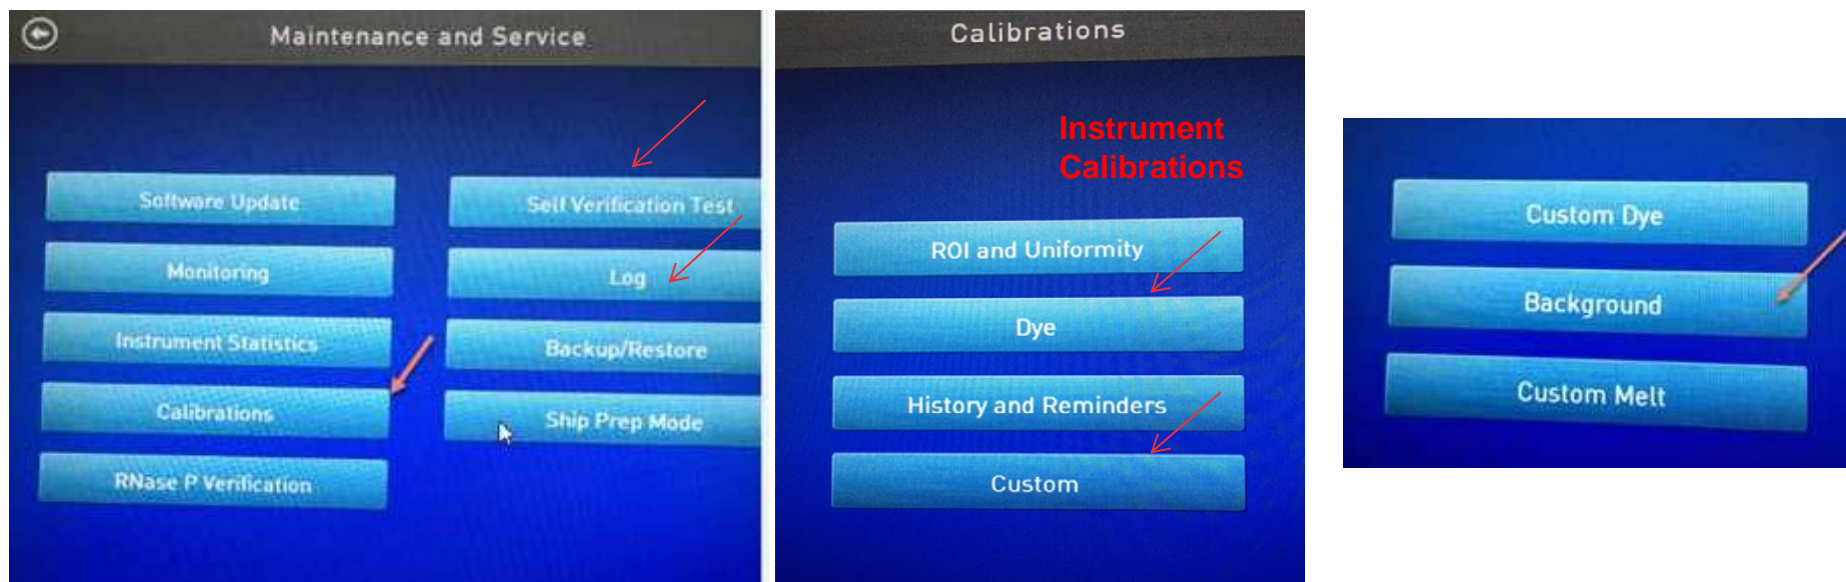 Maintenance and Service
Software Update
Monitoring
Instrument Statistics
Calibrations
RNase P Verification
Self Verification Test
Log
Backup/Restore
Ship Prep Mode
Calibrations
Instrument
Calibrations
ROI and Uniformity
Dye
History and Reminders
Custom
Custom Dye
Background
Custom Melt